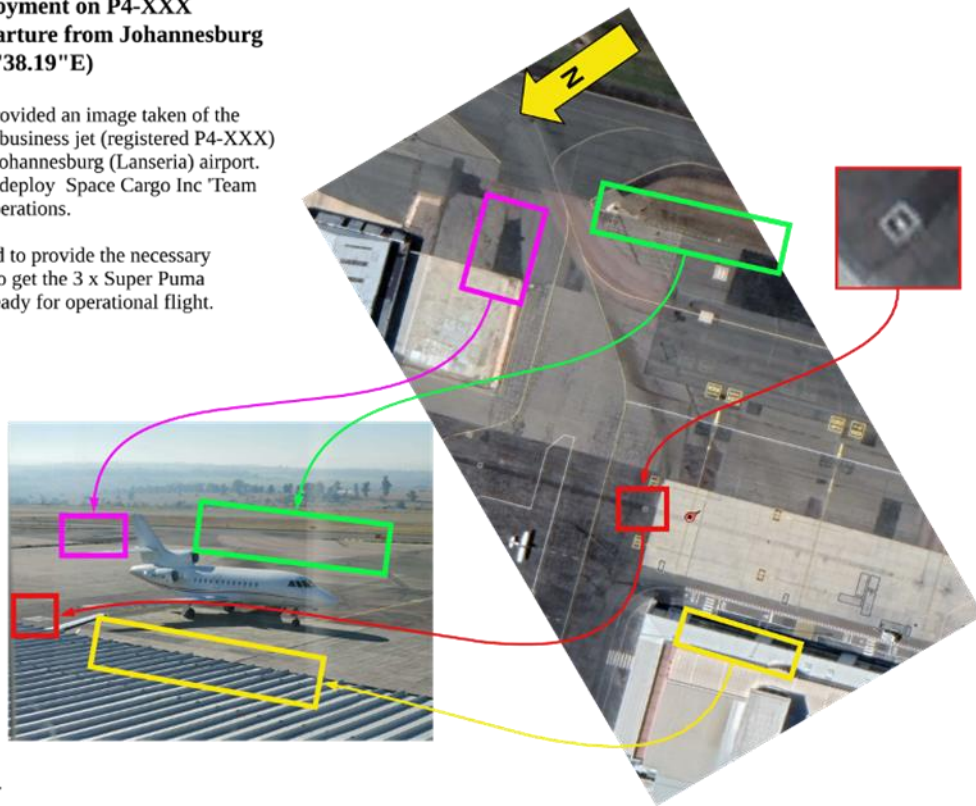 oyment on P4-XXX
arture from Johannesburg
'38.19"E)
rovided an image taken of the
business jet (registered P4-XXX)
ohannesburg (Lanseria) airport.
deploy Space Cargo Inc 'Team
erations.
d to provide the necessary
o get the 3 x Super Puma
eady for operational flight.
N